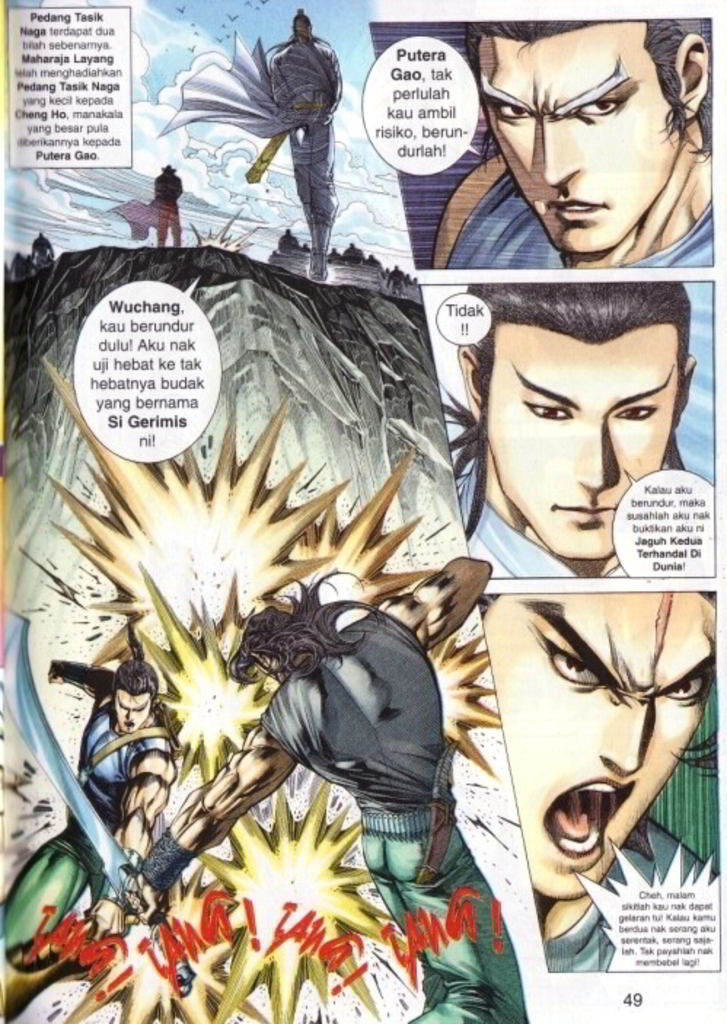 Pedang Tasik
Naga terdapat dua
bilah sebenarnya.
Maharaja Layang
telah menghadiahkan
Pedang Tasik Naga
yang kecil kepada
Cheng Ho, manakala
yang besar pula
diberikannya kepada
Putera Gao.
Putera
Gao, tak
perlulah
kau ambil
risiko, berun-
durlah!
Wuchang,
kau berundur
dulu! Aku nak
uji hebat ke tak
hebatnya budak
yang bernama
Si Gerimis
ni!
Tidak
!!
Kalau aku
berundur, maka
susahlah aku nak
buktikan aku ni
Jaguh Kedua
Terhandal Di
Dunia!
Cheh, malam
sikitlah kau nak dapat
gelaran tu! Kalau kamu
berdua nak serang aku
serentak, serang saja-
lah. Tak payahlah nak
membebel lagi!
JANG! JANG! JANG! JANG!
49